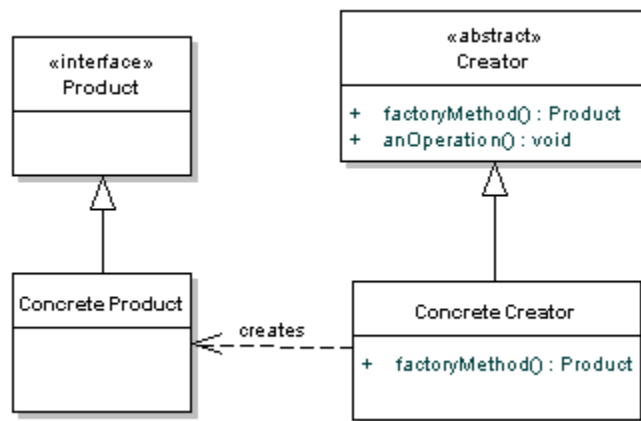 «interface»
Product
«abstract»
Creator
+ factoryMethod() : Product
+ anOperation() : void
Concrete Product
creates
Concrete Creator
+ factoryMethod() : Product